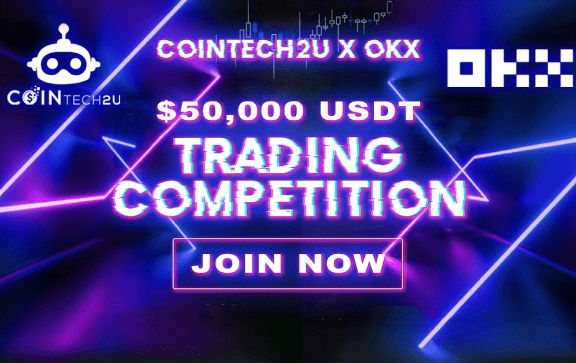 COINTECH2U X OKX
COINTECH2U
OKX
$50,000 USDT
TRADING
COMPETITION
JOIN NOW